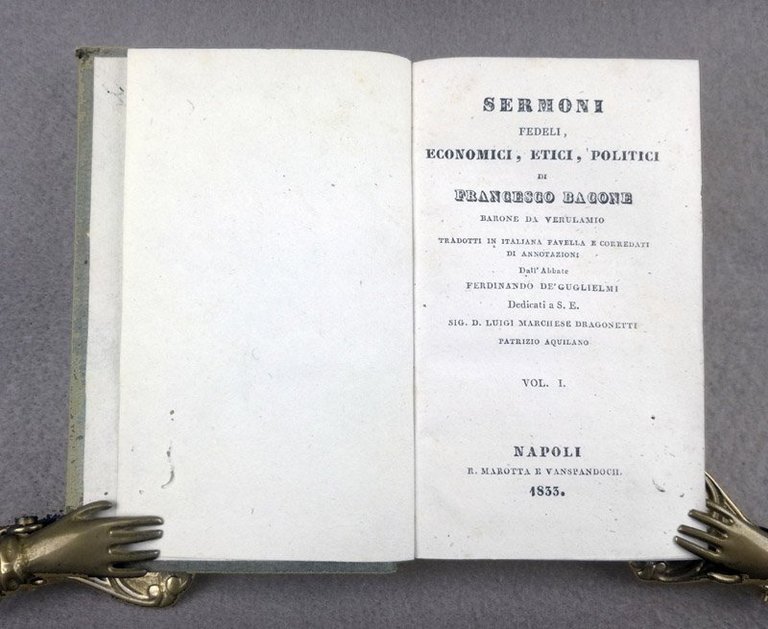 SERMONI
FEDELI,
ECONOMICI, ETICI, POLITICI
DI
FRANCESCO BACONE
BARONE DA VERULAMIO
TRADOTTI IN ITALIANA FAVELLA E CORREDATI
DI ANNOTAZIONI
Dall'Abbate
FERDINANDO DE'GUGLIELMI
Dedicati a S. E.
SIG. D. LUIGI MARCHESE DRAGONETTI
PATRIZIO AQUILANO
VOL. I.
NAPOLI
R. MAROTTA E VANSPANDOCH.
1833.